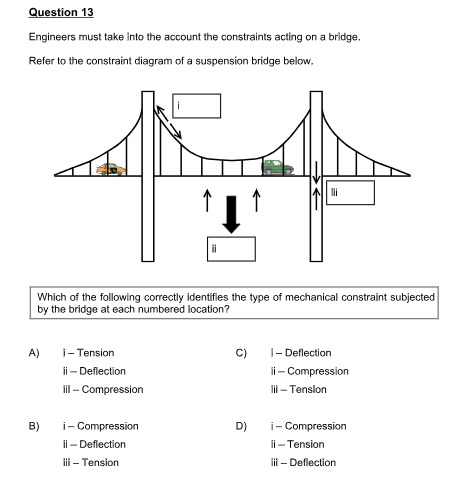 Question 13
Engineers must take into the account the constraints acting on a bridge.
Refer to the constraint diagram of a suspension bridge below.
i
iii
ii
Which of the following correctly identifies the type of mechanical constraint subjected
by the bridge at each numbered location?
A) i – Tension
ii – Deflection
iii – Compression
C) i – Deflection
ii – Compression
iii – Tension
B) i – Compression
ii – Deflection
iii – Tension
D) i – Compression
ii – Tension
iii – Deflection